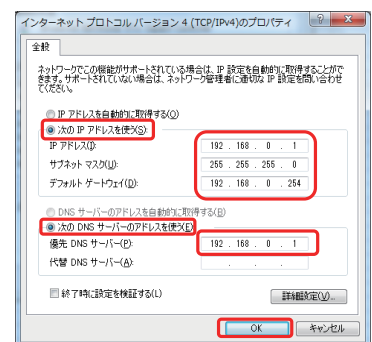 インターネット プロトコル バージョン 4 (TCP/IPv4)のプロパティ
全般
ネットワークでこの機能がサポートされている場合は、IP 設定を自動的に取得することがで
きます。サポートされていない場合は、ネットワーク管理者に適切な IP 設定を問い合わせ
てください。
IP アドレスを自動的に取得する(O)
次の IP アドレスを使う(S):
IP アドレス(I): 192 . 168 . 0 . 1
サブネット マスク(U): 255 . 255 . 255 . 0
デフォルト ゲートウェイ(D): 192 . 168 . 0 . 254
DNS サーバーのアドレスを自動的に取得する(B)
次の DNS サーバーのアドレスを使う(E):
優先 DNS サーバー(P): 192 . 168 . 0 . 1
代替 DNS サーバー(A): . . .
終了時に設定を検証する(L)
詳細設定(V)...
OK キャンセル